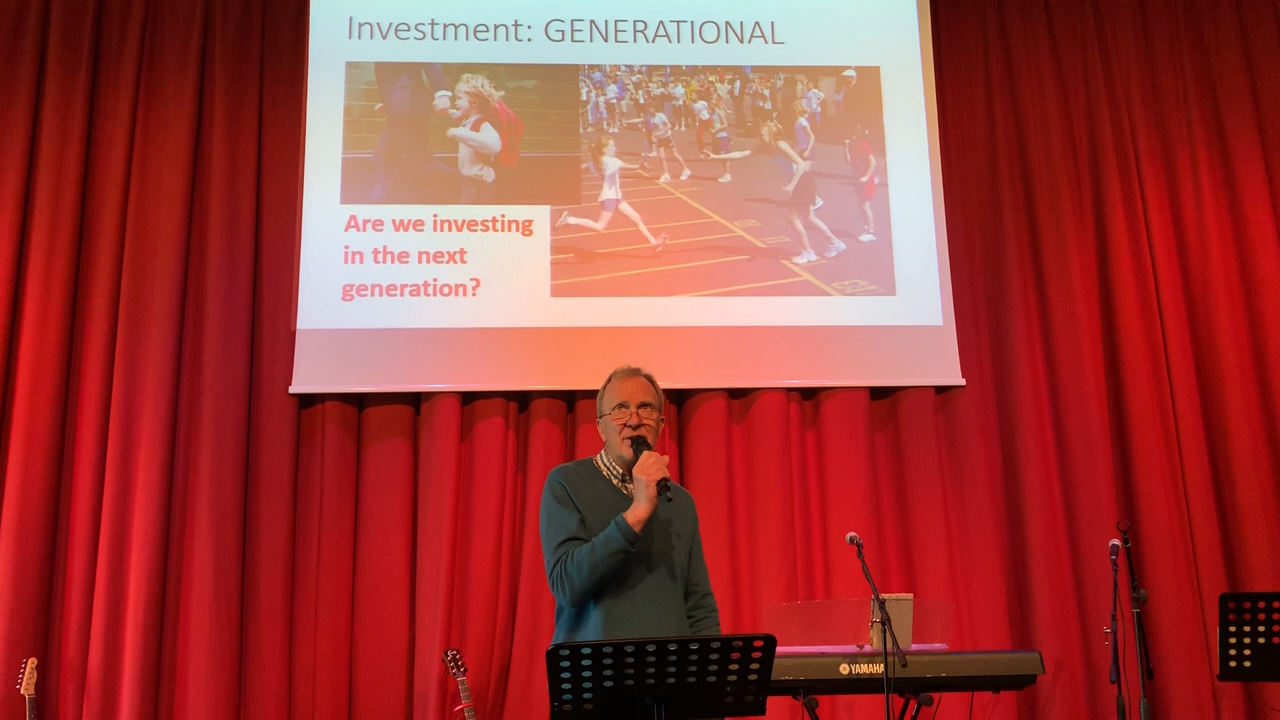 Investment: GENERATIONAL
Are we investing
in the next
generation?
YAMAHA